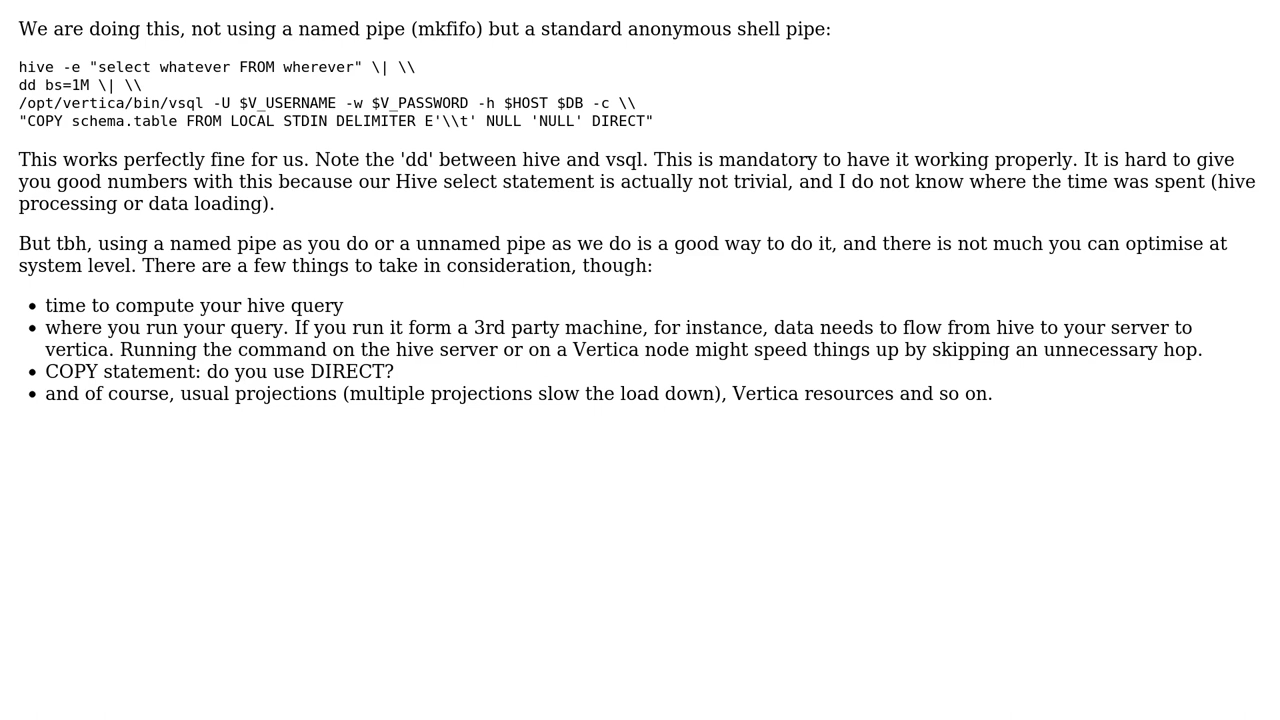 We are doing this, not using a named pipe (mkfifo) but a standard anonymous shell pipe:
hive -e "select whatever FROM wherever" \| \\
dd bs=1M \| \\
/opt/vertica/bin/vsql -U $V_USERNAME -w $V_PASSWORD -h $HOST $DB -c \\
"COPY schema.table FROM LOCAL STDIN DELIMITER E'\\t' NULL 'NULL' DIRECT"
This works perfectly fine for us. Note the 'dd' between hive and vsql. This is mandatory to have it working properly. It is hard to give
you good numbers with this because our Hive select statement is actually not trivial, and I do not know where the time was spent (hive
processing or data loading).
But tbh, using a named pipe as you do or a unnamed pipe as we do is a good way to do it, and there is not much you can optimise at
system level. There are a few things to take in consideration, though:
• time to compute your hive query
• where you run your query. If you run it form a 3rd party machine, for instance, data needs to flow from hive to your server to
vertica. Running the command on the hive server or on a Vertica node might speed things up by skipping an unnecessary hop.
• COPY statement: do you use DIRECT?
• and of course, usual projections (multiple projections slow the load down), Vertica resources and so on.